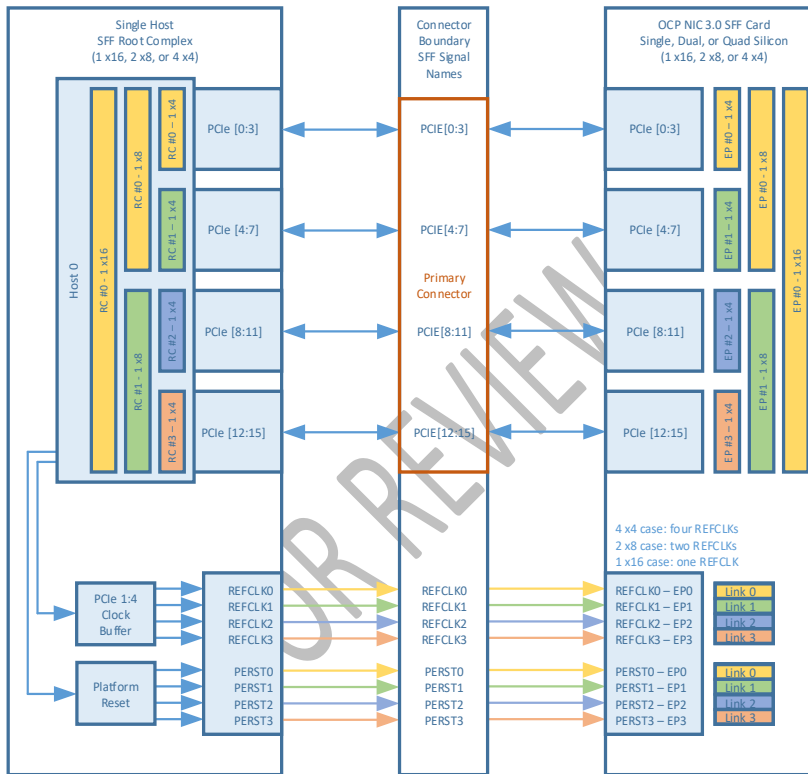 Single Host
SFF Root Complex
(1 x16, 2 x8, or 4 x4)
Connector
Boundary
SFF Signal
Names
OCP NIC 3.0 SFF Card
Single, Dual, or Quad Silicon
(1 x16, 2 x8, or 4 x4)
Host 0
RC #0 - 1 x16
RC #0 - 1 x8
RC #1 - 1 x8
RC #0 – 1 x4
RC #1 – 1 x4
RC #2 – 1 x4
RC #3 – 1 x4
PCIe [0:3]
PCIe [4:7]
PCIe [8:11]
PCIe [12:15]
PCIE[0:3]
PCIE[4:7]
Primary
Connector
PCIE[8:11]
PCIE[12:15]
PCIe [0:3]
PCIe [4:7]
PCIe [8:11]
PCIe [12:15]
EP #0 – 1 x4
EP #1 – 1 x4
EP #2 – 1 x4
EP #3 – 1 x4
EP #0 - 1 x8
EP #1 - 1 x8
EP #0 - 1 x16
4 x4 case: four REFCLKs
2 x8 case: two REFCLKs
1 x16 case: one REFCLK
PCIe 1:4
Clock
Buffer
Platform
Reset
REFCLK0
REFCLK1
REFCLK2
REFCLK3
PERST0
PERST1
PERST2
PERST3
REFCLK0
REFCLK1
REFCLK2
REFCLK3
PERST0
PERST1
PERST2
PERST3
REFCLK0 – EP0
REFCLK1 – EP1
REFCLK2 – EP2
REFCLK3 – EP3
PERST0 – EP0
PERST1 – EP1
PERST2 – EP2
PERST3 – EP3
Link 0
Link 1
Link 2
Link 3
Link 0
Link 1
Link 2
Link 3
OR REVIEW